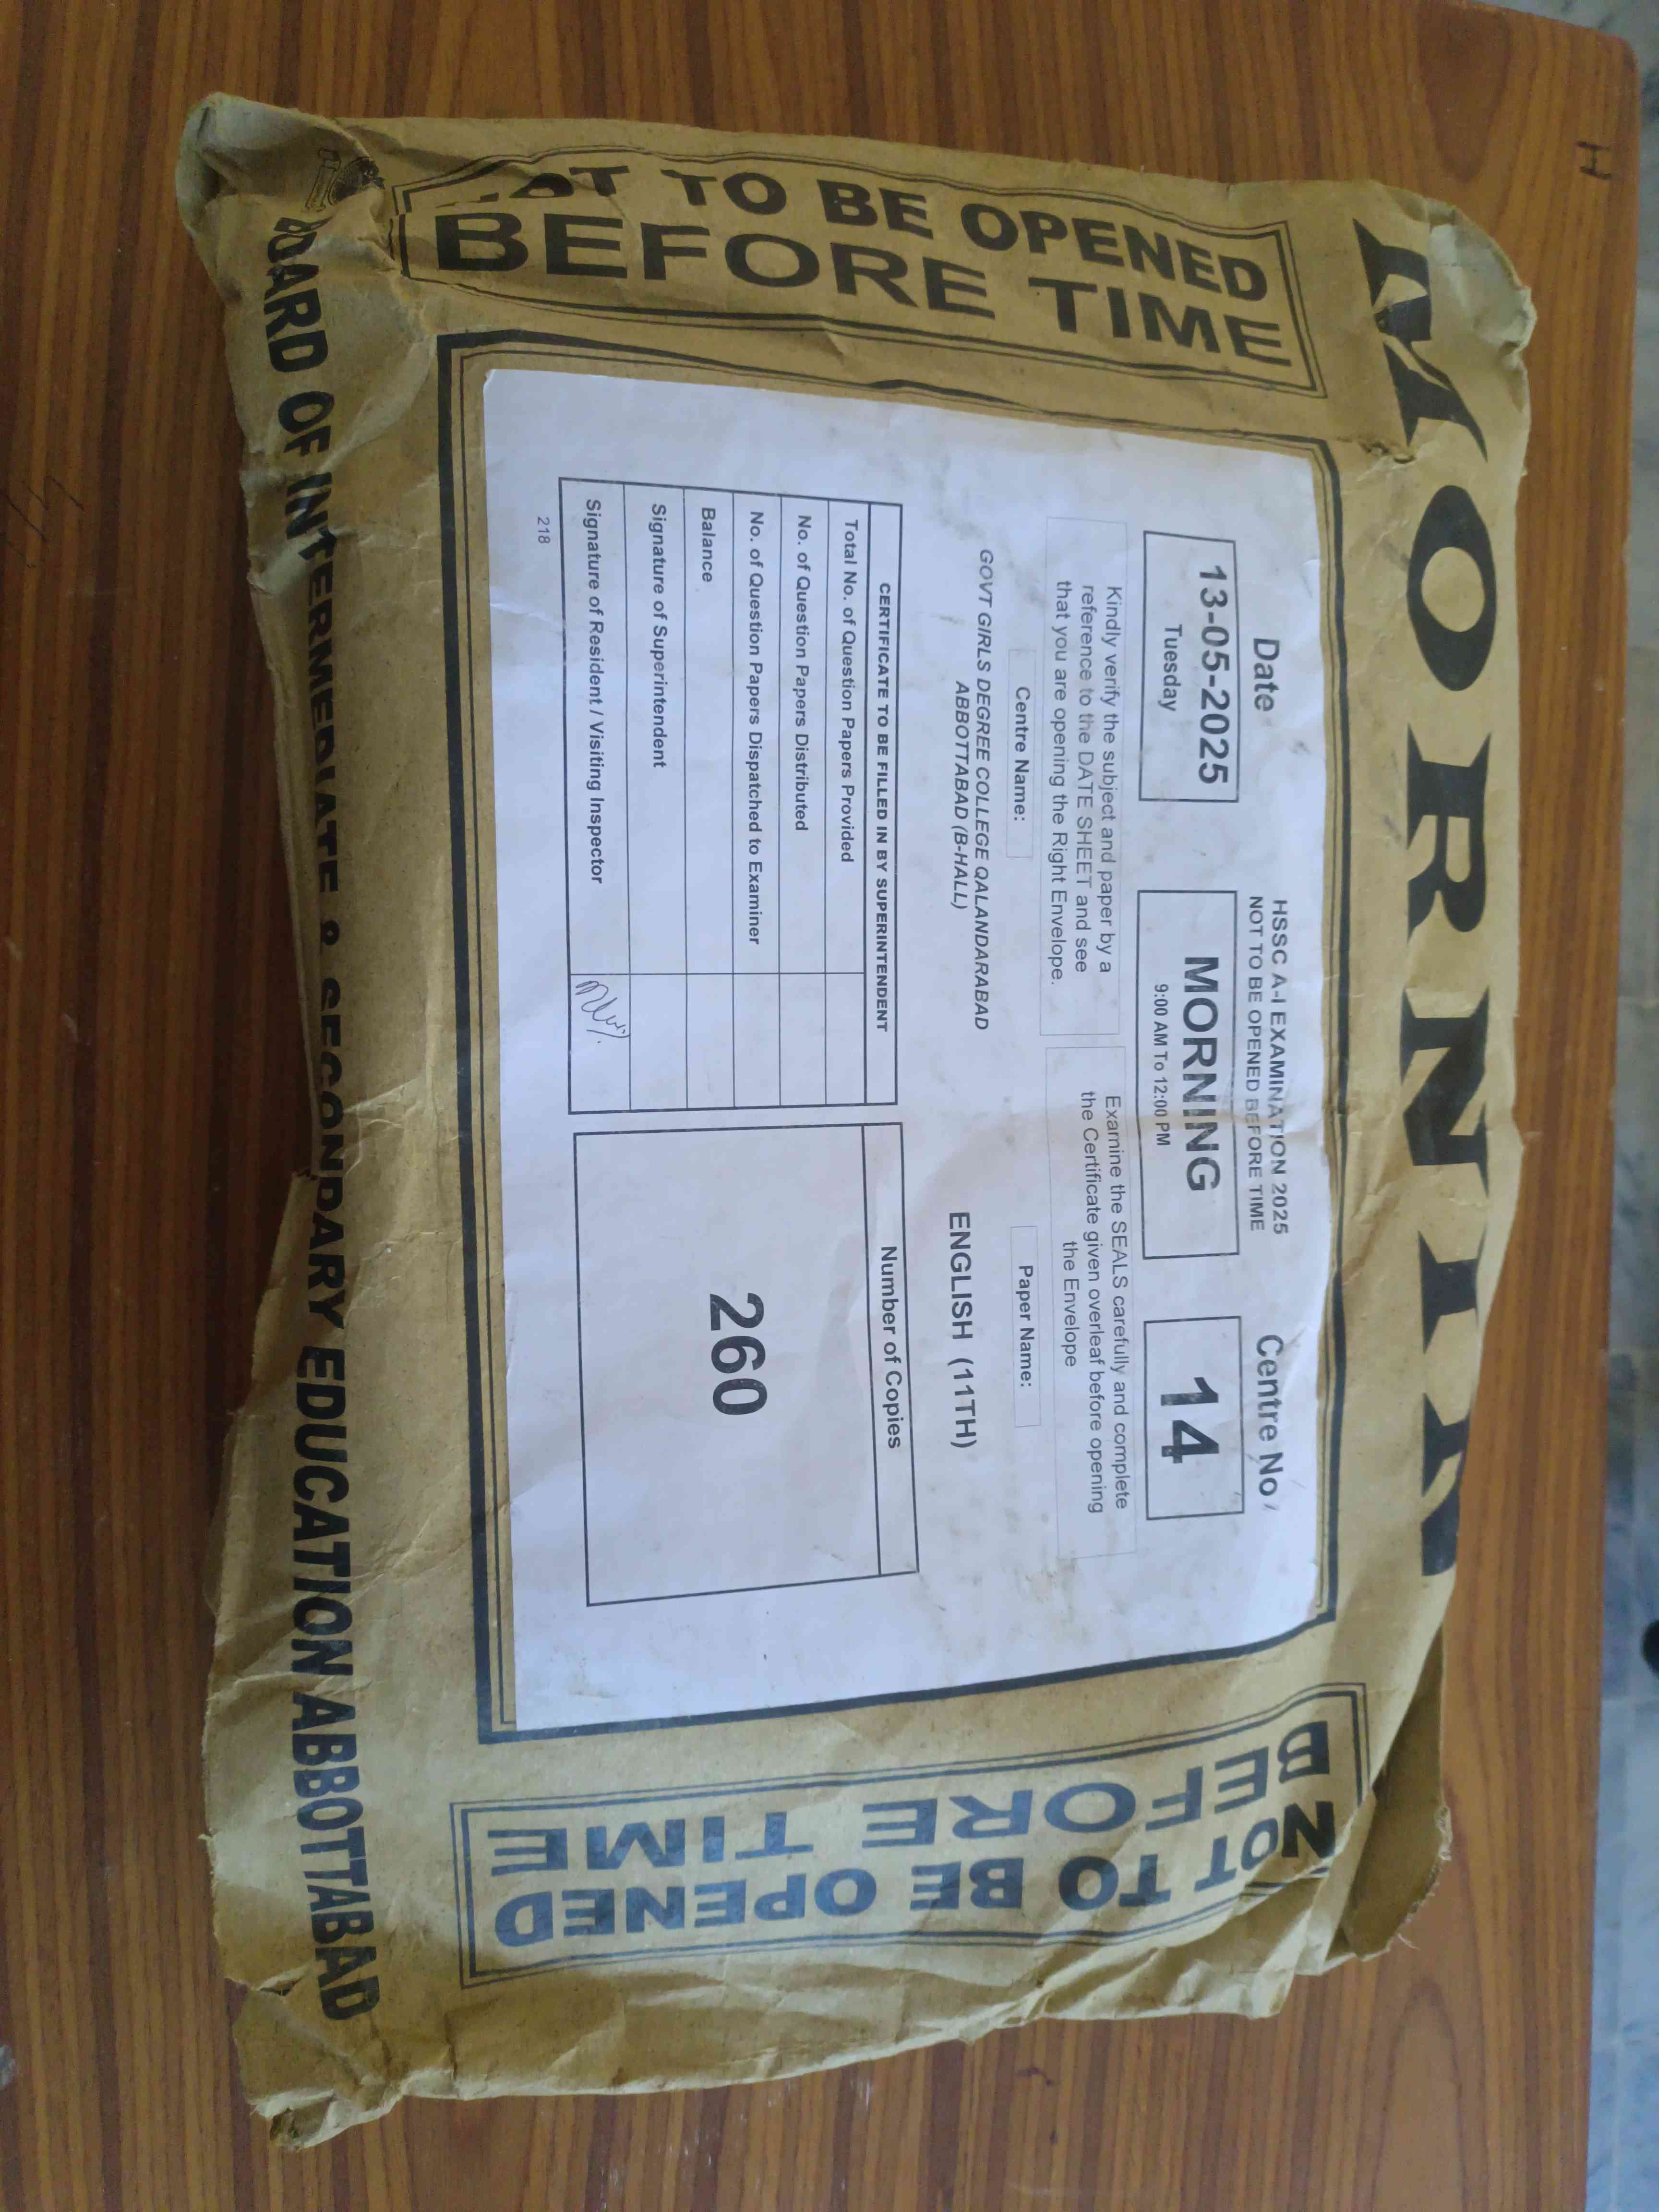 MORNING
NOT TO BE OPENED
BEFORE TIME
Date
13-05-2025
Tuesday
HSSC A-I EXAMINATION 2025
NOT TO BE OPENED BEFORE TIME
MORNING
9:00 AM To 12:00 PM
Centre No
14
Kindly verify the subject and paper by a
reference to the DATE SHEET and see
that you are opening the Right Envelope.
Examine the SEALS carefully and complete
the Certificate given overleaf before opening
the Envelope
Centre Name:
GOVT GIRLS DEGREE COLLEGE QALANDARABAD
ABBOTTABAD (B-HALL)
Paper Name:
ENGLISH (11TH)
CERTIFICATE TO BE FILLED IN BY SUPERINTENDENT
Total No. of Question Papers Provided
No. of Question Papers Distributed
No. of Question Papers Dispatched to Examiner
Balance
Signature of Superintendent
Signature of Resident / Visiting Inspector
218
Number of Copies
260
NOT TO BE OPENED
BEFORE TIME
BOARD OF INTERMEDIATE & SECONDARY EDUCATION ABBOTTABAD
H